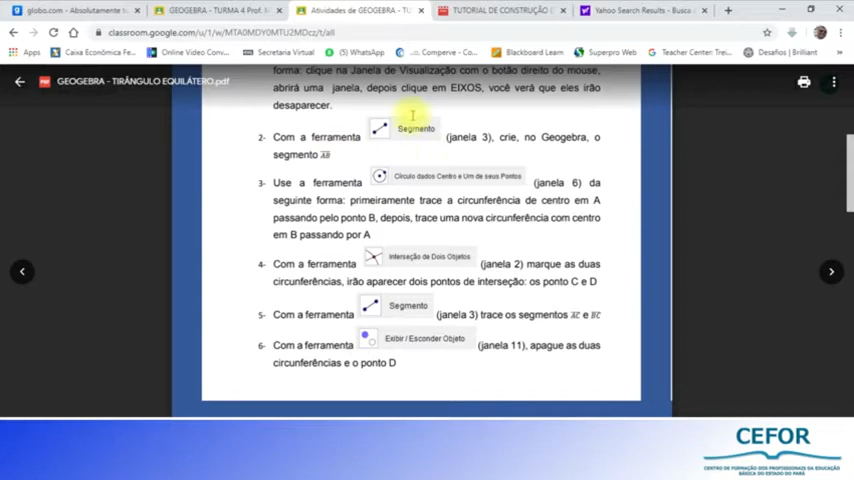 globo.com - Absolutamente tu
GEOGEBRA - TURMA 4 Prof. M
Atividades de GEOGEBRA - TU
TUTORIAL DE CONSTRUÇÃO D
Yahoo Search Results - Busca d
classroom.google.com/u/1/w/MTA0MDY0MTU2MDcz/t/all
Apps
Caixa Econômica Fe...
Online Video Conv...
Secretaria Virtual
(5) WhatsApp
.:. Comperve - Com...
Blackboard Learn
Superpro Web
Teacher Center: Trei...
Desafios | Brilliant
PDF GEOGEBRA - TIRÂNGULO EQUILÁTERO.pdf
forma: clique na Janela de Visualização com o botão direito do mouse,
abrirá uma janela, depois clique em EIXOS, você verá que eles irão
desaparecer.
2- Com a ferramenta Segmento (janela 3), crie, no Geogebra, o
segmento AB
3- Use a ferramenta Círculo dados Centro e Um de seus Pontos (janela 6) da
seguinte forma: primeiramente trace a circunferência de centro em A
passando pelo ponto B, depois, trace uma nova circunferência com centro
em B passando por A
4- Com a ferramenta Interseção de Dois Objetos (janela 2) marque as duas
circunferências, irão aparecer dois pontos de interseção: os ponto C e D
5- Com a ferramenta Segmento (janela 3) trace os segmentos AC e BC
6- Com a ferramenta Exibir / Esconder Objeto (janela 11), apague as duas
circunferências e o ponto D
CEFOR
CENTRO DE FORMAÇÃO DOS PROFISSIONAIS DA EDUCAÇÃO
BÁSICA DO ESTADO DO PARÁ